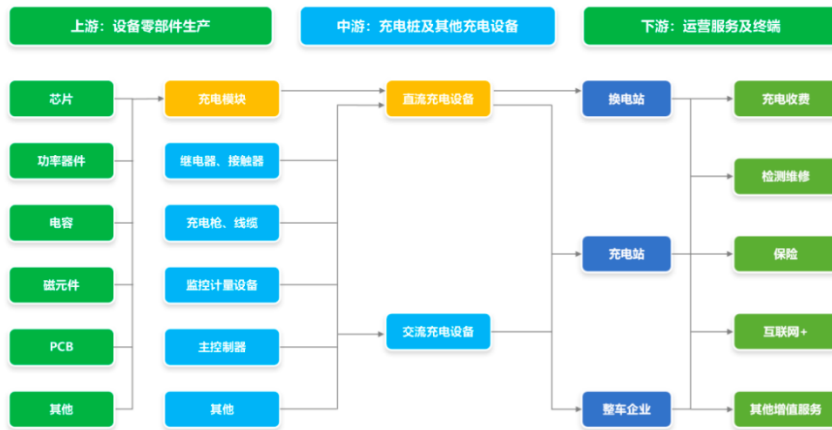 上游：设备零部件生产
中游：充电桩及其他充电设备
下游：运营服务及终端
芯片
充电模块
直流充电设备
换电站
充电收费
功率器件
继电器、接触器
检测维修
电容
充电枪、线缆
充电站
保险
磁元件
监控计量设备
交流充电设备
互联网+
PCB
主控制器
其他
其他
整车企业
其他增值服务